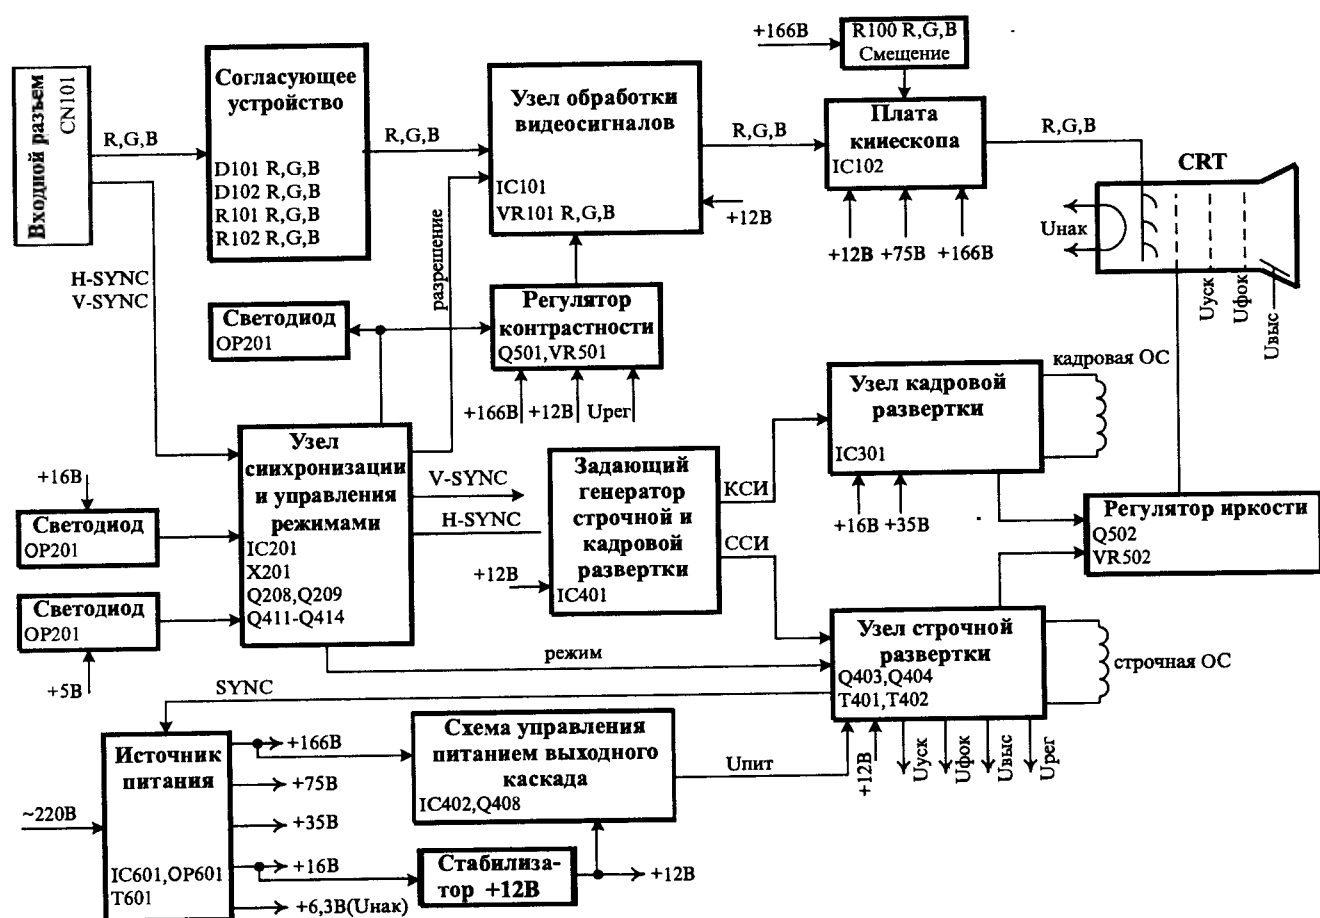 +166В
R100 R,G,B
Смещение
Входной разъем
CN101
Согласующее
устройство
D101 R,G,B
D102 R,G,B
R101 R,G,B
R102 R,G,B
Узел обработки
видеосигналов
IC101
VR101 R,G,B
Плата
кииескопа
IC102
R,G,B
R,G,B
R,G,B
R,G,B
CRT
Uнак
+12В
+12В
+75В
+166В
Uуск
Uфок
Uвыс
H-SYNC
V-SYNC
разрешение
Светодиод
OP201
Регулятор
контрастности
Q501,VR501
+166В
+12В
Uрег
Узел кадровой
развертки
IC301
кадровая ОС
+16В
+35В
Узел
сиихронизации
и управления
режимами
IC201
X201
Q208,Q209
Q411-Q414
V-SYNC
H-SYNC
Задающий
генератор
строчной и
кадровой
развертки
IC401
КСИ
ССИ
+12В
Регулятор иркости
Q502
VR502
+16В
Светодиод
OP201
Светодиод
OP201
+5В
режим
SYNC
Узел строчной
развертки
Q403,Q404
T401,T402
строчная ОС
+12В
Uуск
Uфок
Uвыс
Uрег
Источник
питания
IC601,OP601
T601
~220В
+166В
+75В
+35В
+16В
+6,3В(Uнак)
Схема управления
питанием выходного
каскада
IC402,Q408
Uпит
Стабилиза-
тор +12В
+12В